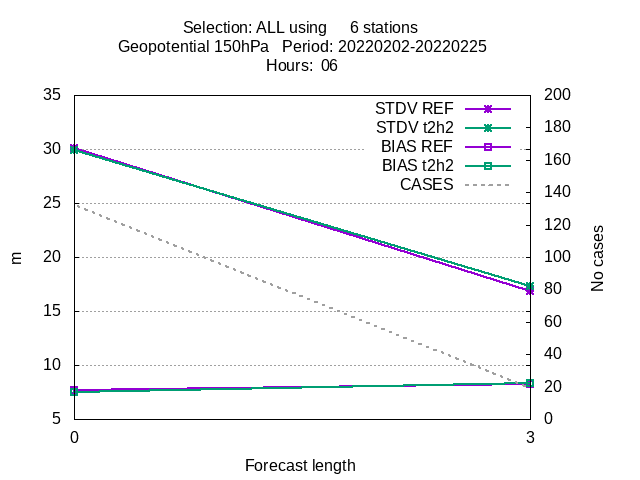 Selection: ALL using     6 stations
Geopotential 150hPa   Period: 20220202-20220225
Hours:  06
35
30
25
20
15
10
5
m
200
180
160
140
120
100
80
60
40
20
0
No cases
STDV REF
STDV t2h2
BIAS REF
BIAS t2h2
CASES
0
3
Forecast length